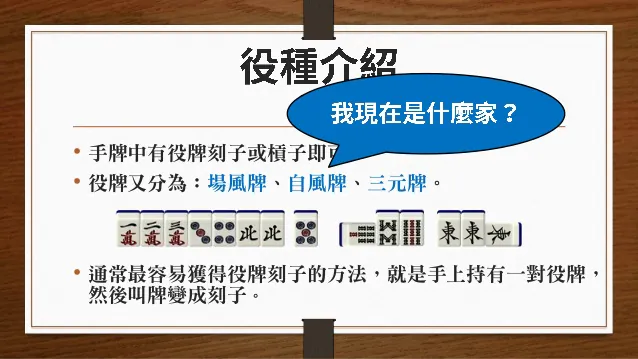 役種介紹
我現在是什麼家？
• 手牌中有役牌刻子或槓子即可
• 役牌又分為：場風牌、自風牌、三元牌。
一萬 二萬 三萬 北 北 東 東 東
• 通常最容易獲得役牌刻子的方法，就是手上持有一對役牌，
然後叫牌變成刻子。